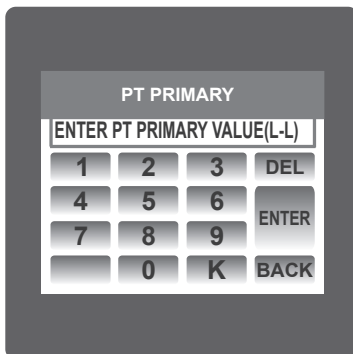 PT PRIMARY
ENTER PT PRIMARY VALUE(L-L)
1 2 3 DEL
4 5 6 ENTER
7 8 9
0 K BACK